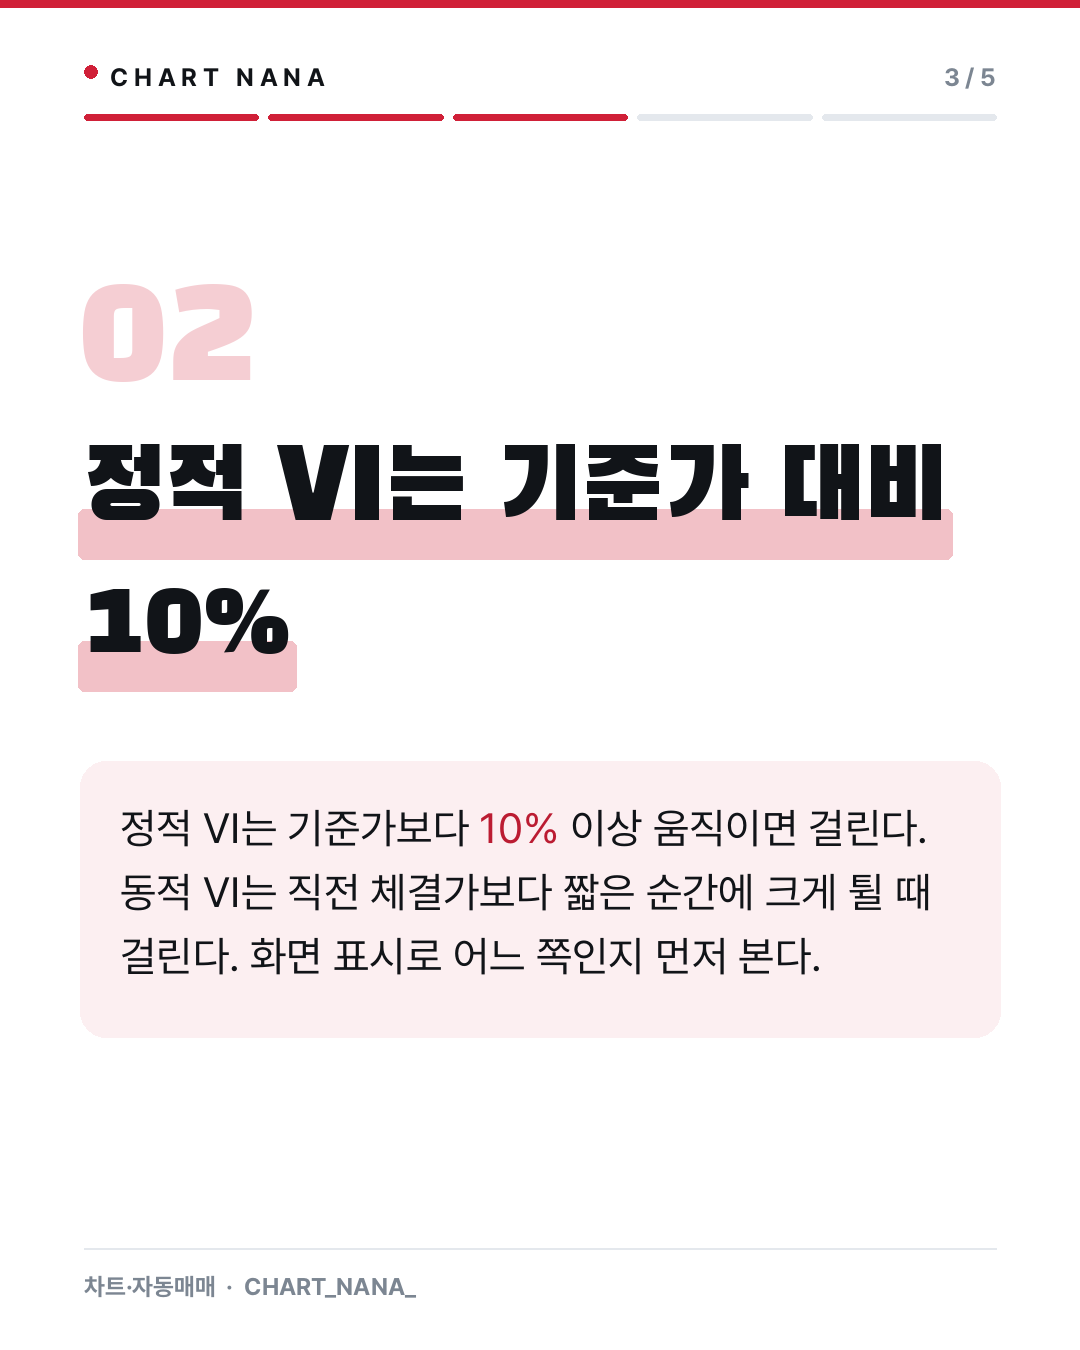 CHART NANA
3/5
02
정적 VI는 기준가 대비
10%
정적 VI는 기준가보다 10% 이상 움직이면 걸린다.
동적 VI는 직전 체결가보다 짧은 순간에 크게 튈 때
걸린다. 화면 표시로 어느 쪽인지 먼저 본다.
차트·자동매매 · CHART_NANA_